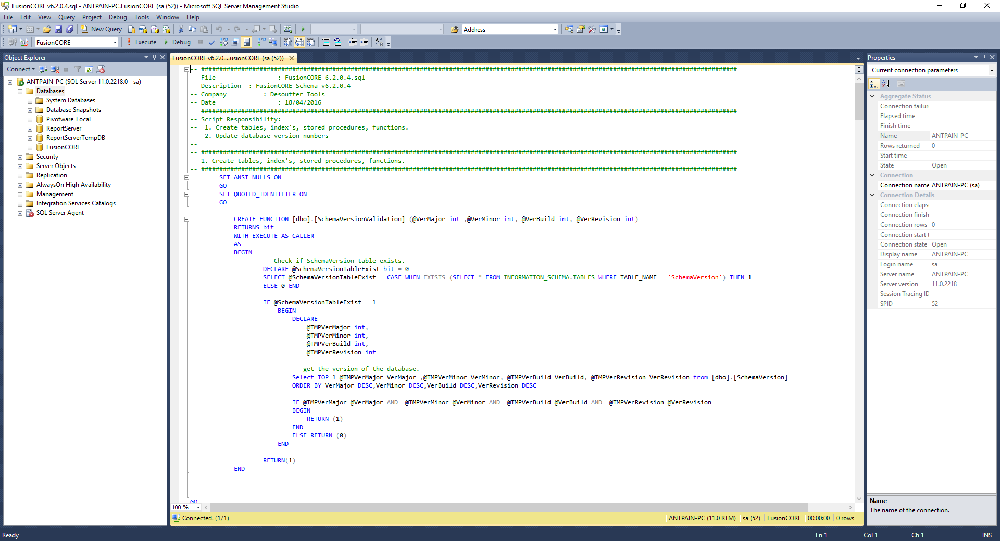 FusionCORE v6.2.0.4.sql - ANTPAIN-PC.FusionCORE (sa (52)) - Microsoft SQL Server Management Studio
File Edit View Query Project Debug Tools Window Help
New Query
Address
FusionCORE
Execute
Debug
Object Explorer
Connect
ANTPAIN-PC (SQL Server 11.0.2218.0 - sa)
Databases
System Databases
Database Snapshots
Pivotware_Local
ReportServer
ReportServerTempDB
FusionCORE
Security
Server Objects
Replication
AlwaysOn High Availability
Management
Integration Services Catalogs
SQL Server Agent
FusionCORE v6.2.0....usionCORE (sa (52))
-- File : FusionCORE 6.2.0.4.sql
-- Description : FusionCORE Schema v6.2.0.4
-- Company : Desoutter Tools
-- Date : 18/04/2016
-- Script Responsibility:
-- 1. Create tables, index's, stored procedures, functions.
-- 2. Update database version numbers
--
-- 1. Create tables, index's, stored procedures, functions.
SET ANSI_NULLS ON
GO
SET QUOTED_IDENTIFIER ON
GO
CREATE FUNCTION [dbo].[SchemaVersionValidation] (@VerMajor int ,@VerMinor int, @VerBuild int, @VerRevision int)
RETURNS bit
WITH EXECUTE AS CALLER
AS
BEGIN
-- Check if SchemaVersion table exists.
DECLARE @SchemaVersionTableExist bit = 0
SELECT @SchemaVersionTableExist = CASE WHEN EXISTS (SELECT * FROM INFORMATION_SCHEMA.TABLES WHERE TABLE_NAME = 'SchemaVersion') THEN 1
ELSE 0 END
IF @SchemaVersionTableExist = 1
BEGIN
DECLARE
@TMPVerMajor int,
@TMPVerMinor int,
@TMPVerBuild int,
@TMPVerRevision int
-- get the version of the database.
Select TOP 1 @TMPVerMajor=VerMajor ,@TMPVerMinor=VerMinor, @TMPVerBuild=VerBuild, @TMPVerRevision=VerRevision from [dbo].[SchemaVersion]
ORDER BY VerMajor DESC,VerMinor DESC,VerBuild DESC,VerRevision DESC
IF @TMPVerMajor=@VerMajor AND @TMPVerMinor=@VerMinor AND @TMPVerBuild=@VerBuild AND @TMPVerRevision=@VerRevision
BEGIN
RETURN (1)
END
ELSE RETURN (0)
END
RETURN(1)
END
GO
100 %
Connected. (1/1)
ANTPAIN-PC (11.0 RTM) sa (52) FusionCORE 00:00:00 0 rows
Properties
Current connection parameters
Aggregate Status
Connection failure
Elapsed time
Finish time
Name ANTPAIN-PC
Rows returned 0
Start time
State Open
Connection
Connection name ANTPAIN-PC (sa)
Connection Details
Connection elapse
Connection finish
Connection rows 0
Connection start t
Connection state Open
Display name ANTPAIN-PC
Login name sa
Server name ANTPAIN-PC
Server version 11.0.2218
Session Tracing ID
SPID 52
Name
The name of the connection.
Ready
Ln 1 Col 1 Ch 1 INS